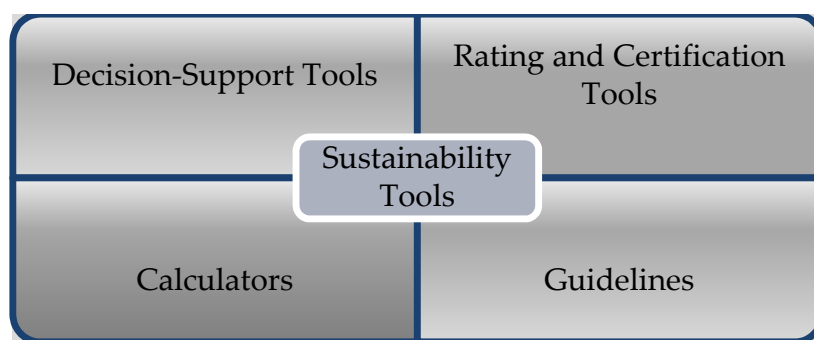 Decision-Support Tools
Rating and Certification
Tools
Sustainability
Tools
Calculators
Guidelines